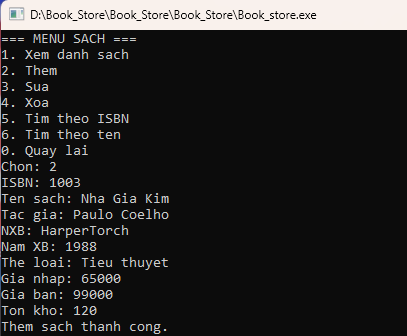 D:\Book_Store\Book_Store\Book_Store\Book_store.exe
=== MENU SACH ===
1. Xem danh sach
2. Them
3. Sua
4. Xoa
5. Tim theo ISBN
6. Tim theo ten
0. Quay lai
Chon: 2
ISBN: 1003
Ten sach: Nha Gia Kim
Tac gia: Paulo Coelho
NXB: HarperTorch
Nam XB: 1988
The loai: Tieu thuyet
Gia nhap: 65000
Gia ban: 99000
Ton kho: 120
Them sach thanh cong.